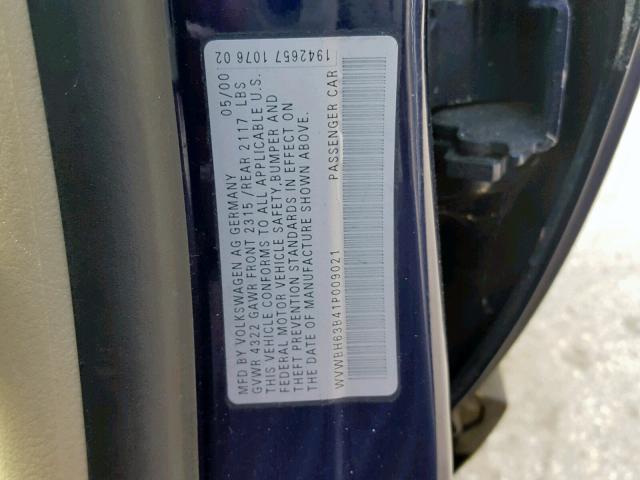 MFD BY VOLKSWAGEN AG GERMANY 05/00
GVWR 4322 GAWR FRONT 2315 /REAR 2117 LBS
THIS VEHICLE CONFORMS TO ALL APPLICABLE U.S.
FEDERAL MOTOR VEHICLE SAFETY,BUMPER AND
THEFT PREVENTION STANDARDS IN EFFECT ON
THE DATE OF MANUFACTURE SHOWN ABOVE.
WVWBH63B41P009021 PASSENGER CAR
1942657 1076 02